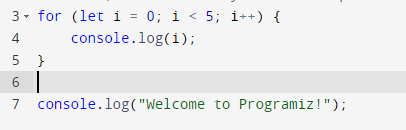 3 for (let i = 0; i < 5; i++) {
4     console.log(i);
5 }
6
7 console.log("Welcome to Programiz!");